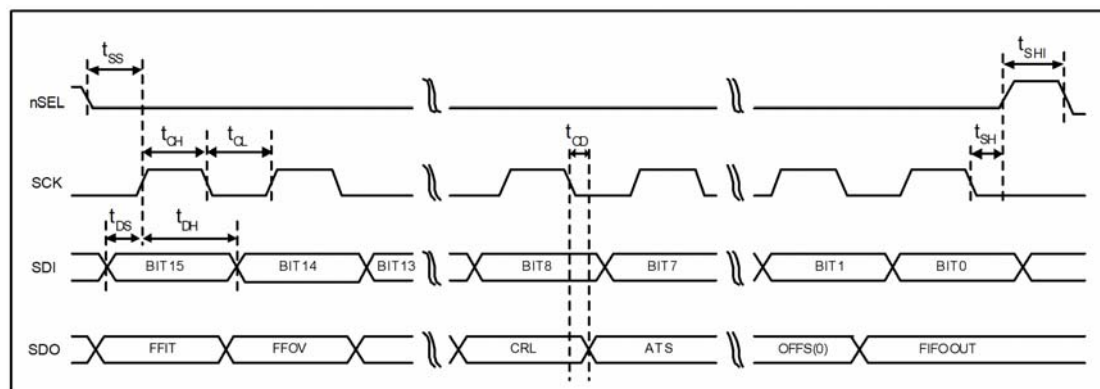 tSS
tSHI
nSEL
tCH
tCL
tCD
tSH
SCK
tDS
tDH
SDI
BIT15
BIT14
BIT13
BIT8
BIT7
BIT1
BIT0
SDO
FFIT
FFOV
CRL
ATS
OFFS(0)
FIFOOUT